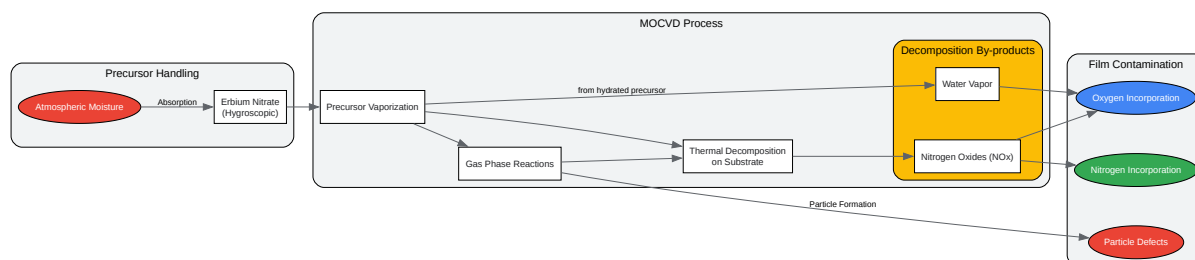 MOCVD Process
Precursor Handling
Atmospheric Moisture
Absorption
Erbium Nitrate
(Hygroscopic)
Precursor Vaporization
from hydrated precursor
Gas Phase Reactions
Thermal Decomposition
on Substrate
Decomposition By-products
Water Vapor
Nitrogen Oxides (NOx)
Particle Formation
Film Contamination
Oxygen Incorporation
Nitrogen Incorporation
Particle Defects